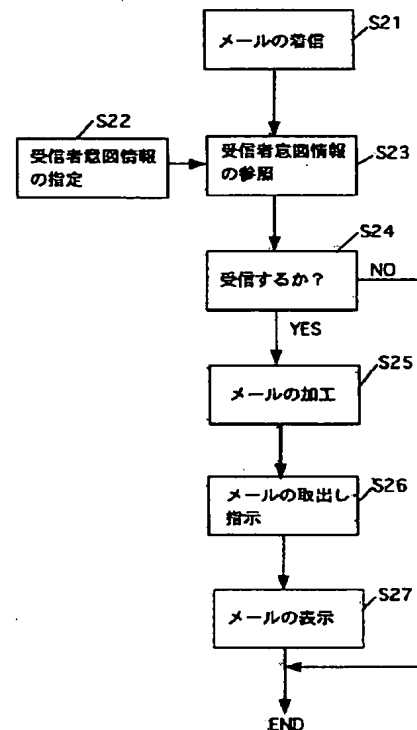 S21
メールの着信
S22
受信者意図情報
の指定
S23
受信者意図情報
の参照
S24
受信するか？
NO
YES
S25
メールの加工
S26
メールの取出し
指示
S27
メールの表示
END